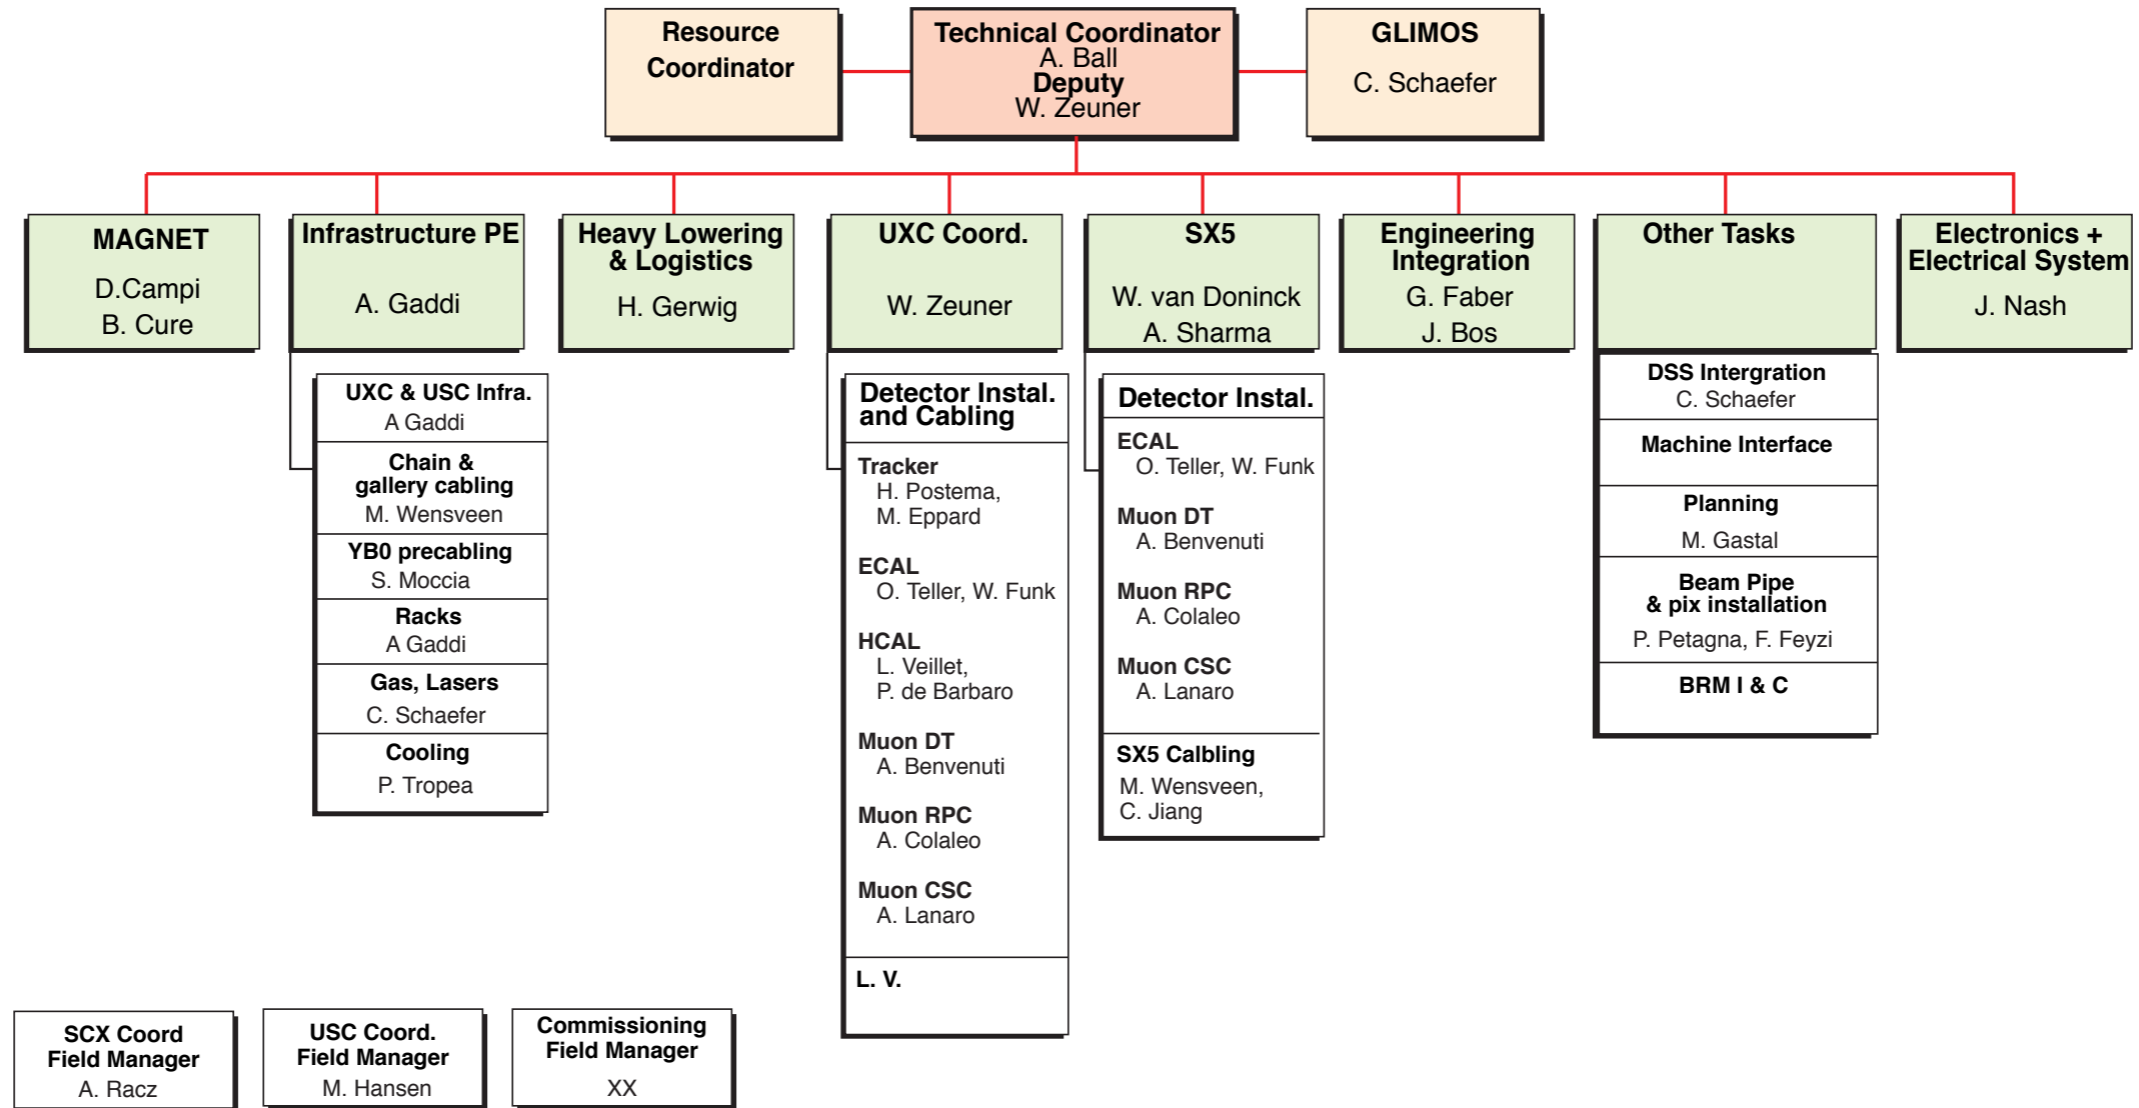 Resource
Coordinator
Technical Coordinator
A. Ball
Deputy
W. Zeuner
GLIMOS
C. Schaefer
MAGNET
D.Campi
B. Cure
Infrastructure PE
A. Gaddi
Heavy Lowering
& Logistics
H. Gerwig
UXC Coord.
W. Zeuner
SX5
W. van Doninck
A. Sharma
Engineering
Integration
G. Faber
J. Bos
Other Tasks
Electronics +
Electrical System
J. Nash
UXC & USC Infra.
A Gaddi
Chain &
gallery cabling
M. Wensveen
YB0 precabling
S. Moccia
Racks
A Gaddi
Gas, Lasers
C. Schaefer
Cooling
P. Tropea
Detector Instal.
and Cabling
Tracker
H. Postema,
M. Eppard
ECAL
O. Teller, W. Funk
HCAL
L. Veillet,
P. de Barbaro
Muon DT
A. Benvenuti
Muon RPC
A. Colaleo
Muon CSC
A. Lanaro
L. V.
Detector Instal.
ECAL
O. Teller, W. Funk
Muon DT
A. Benvenuti
Muon RPC
A. Colaleo
Muon CSC
A. Lanaro
SX5 Calbling
M. Wensveen,
C. Jiang
DSS Intergration
C. Schaefer
Machine Interface
Planning
M. Gastal
Beam Pipe
& pix installation
P. Petagna, F. Feyzi
BRM I & C
SCX Coord
Field Manager
A. Racz
USC Coord.
Field Manager
M. Hansen
Commissioning
Field Manager
XX